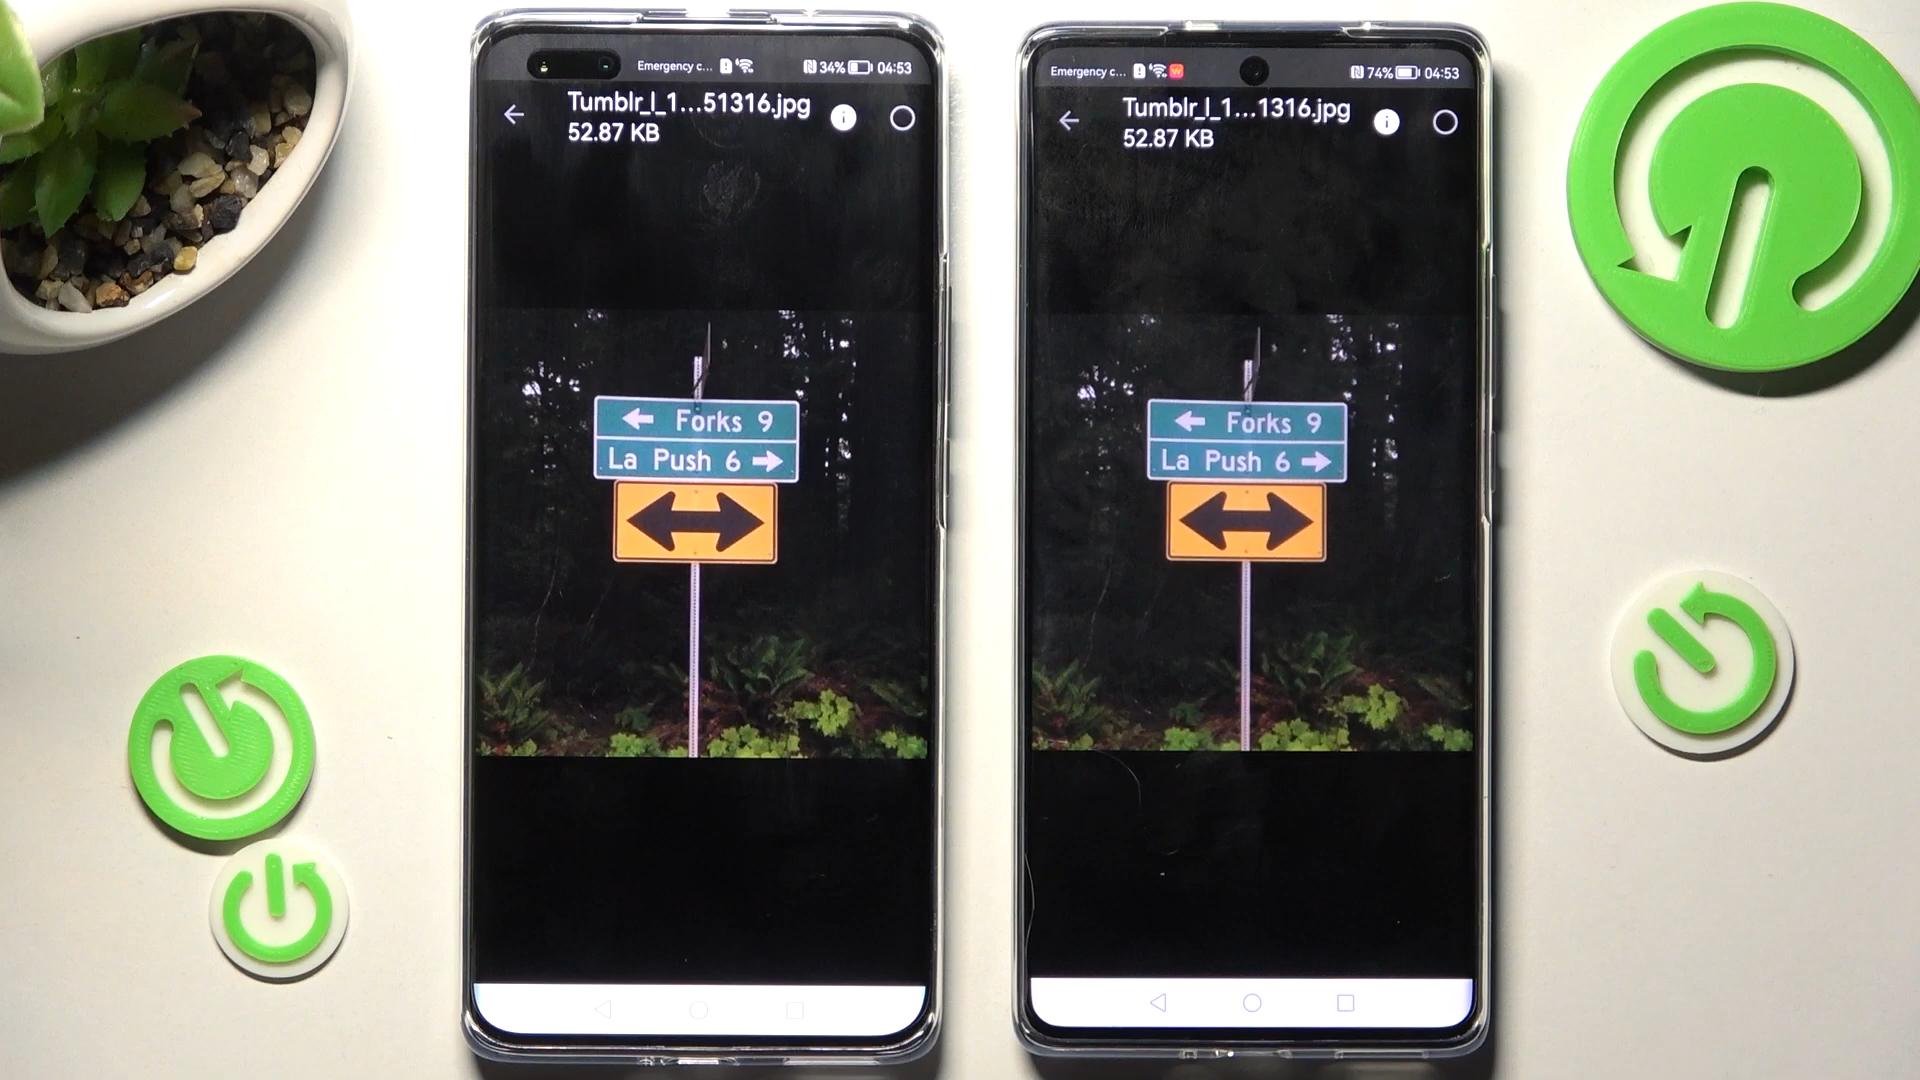 Emergency c... 34% 04:53
Tumblr_l_1...51316.jpg
52.87 KB
Forks 9
La Push 6
Emergency c... 74% 04:53
Tumblr_l_1...1316.jpg
52.87 KB
Forks 9
La Push 6